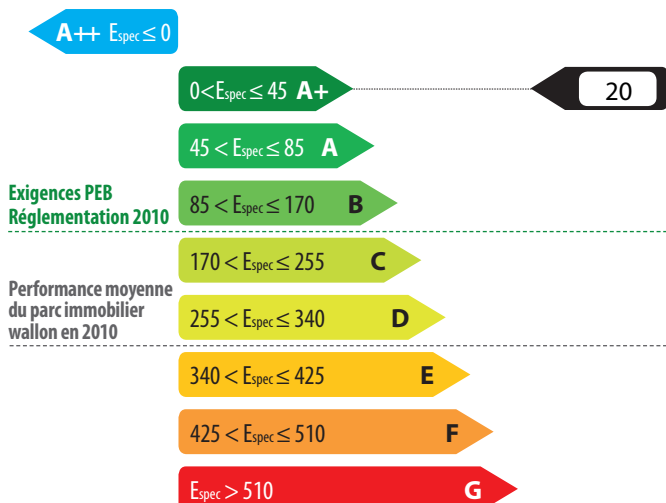 A++ Espec ≤ 0
0<Espec ≤ 45 A+
20
45 < Espec ≤ 85 A
Exigences PEB
Réglementation 2010
85 < Espec ≤ 170 B
170 < Espec ≤ 255 C
Performance moyenne
du parc immobilier
wallon en 2010
255 < Espec ≤ 340 D
340 < Espec ≤ 425 E
425 < Espec ≤ 510 F
Espec > 510 G